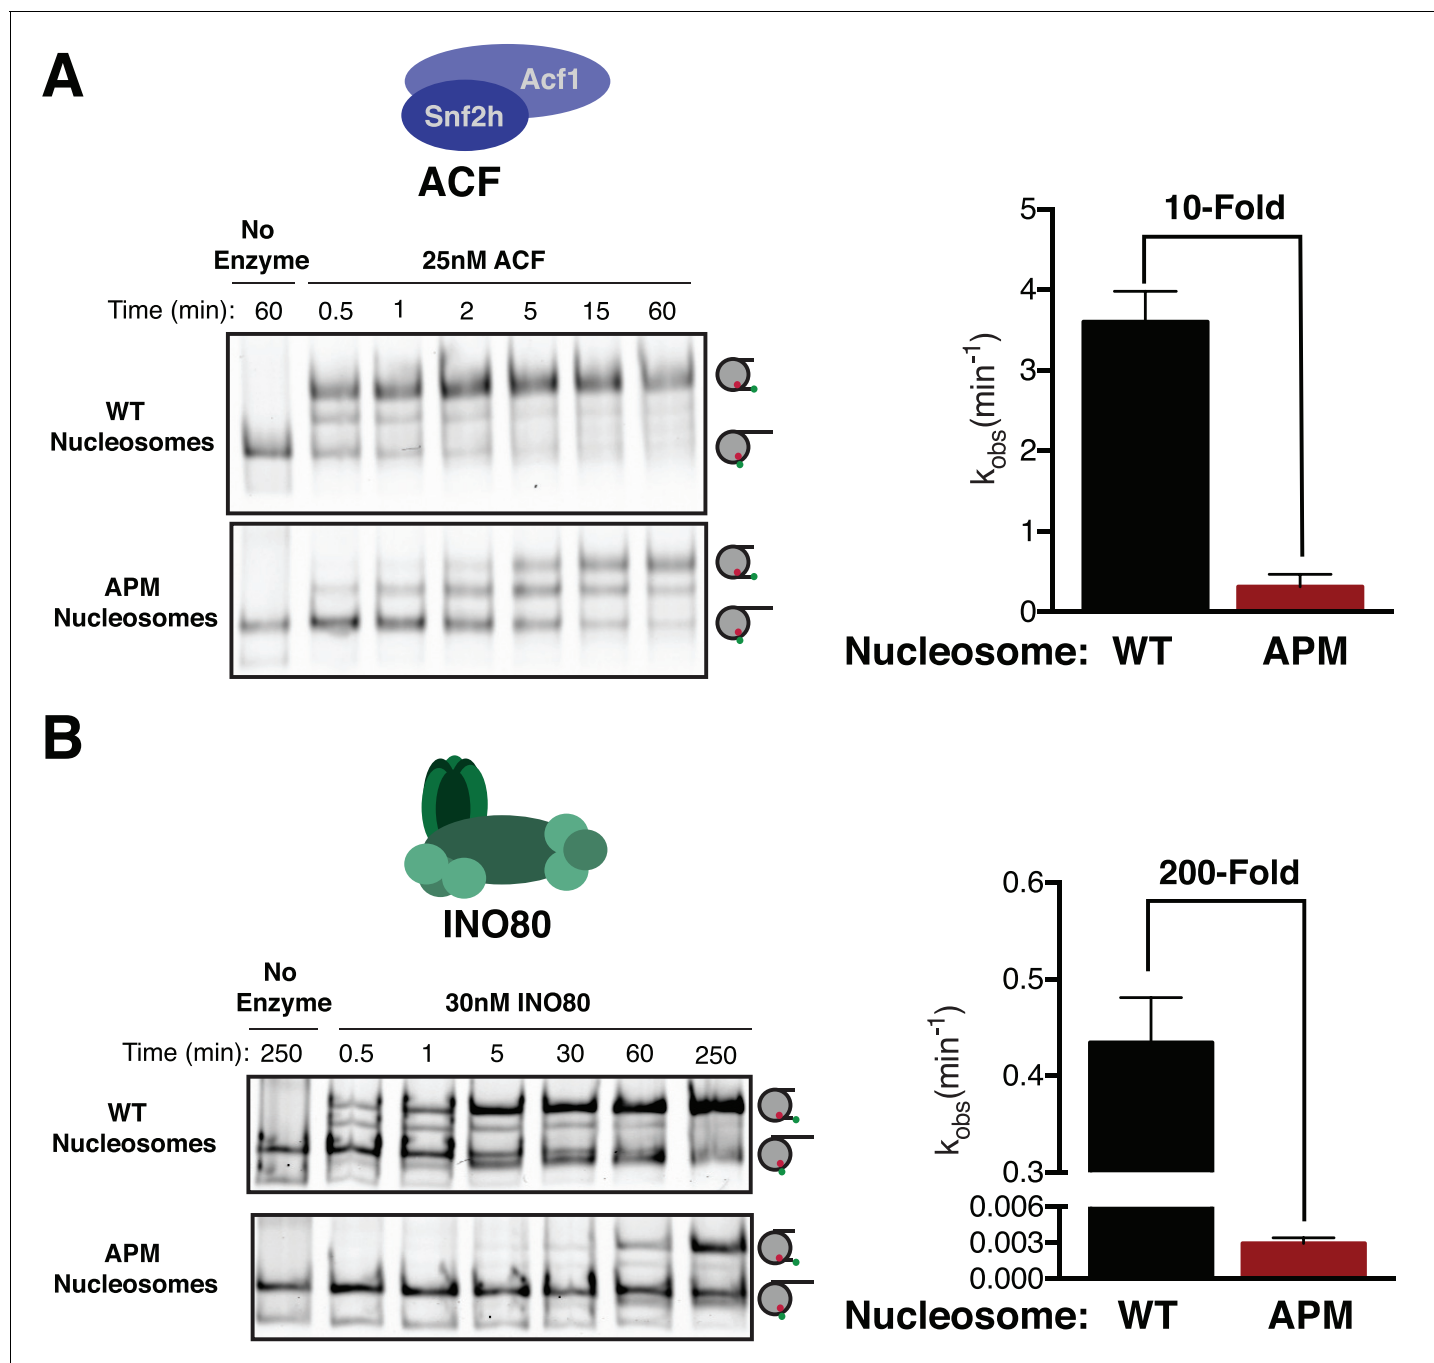 A
Acf1
Snf2h
ACF
No
Enzyme
25nM ACF
Time (min): 60 0.5 1 2 5 15 60
WT
Nucleosomes
APM
Nucleosomes
10-Fold
5
4
3
2
1
0
kobs(min-1)
Nucleosome: WT APM
B
INO80
No
Enzyme
30nM INO80
Time (min): 250 0.5 1 5 30 60 250
WT
Nucleosomes
APM
Nucleosomes
200-Fold
0.6
0.5
0.4
0.3
0.006
0.003
0.000
kobs(min-1)
Nucleosome: WT APM